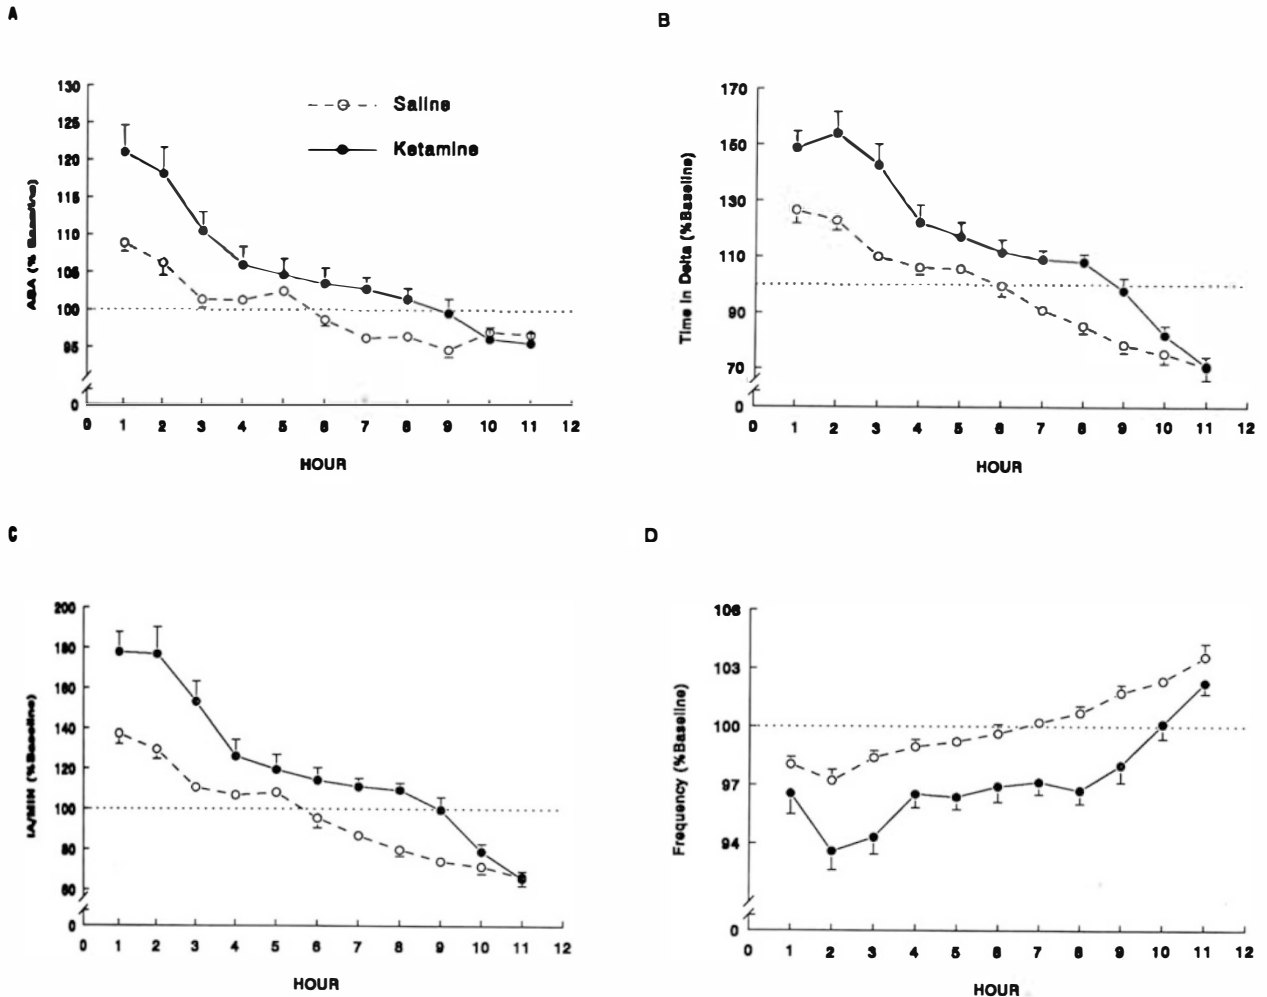 A
130
125
120
115
110
105
100
95
0
ABA (% Baseline)
Saline
Ketamine
0 1 2 3 4 5 6 7 8 9 10 11 12
HOUR
B
170
150
130
110
90
70
0
Time in Delta (%Baseline)
0 1 2 3 4 5 6 7 8 9 10 11 12
HOUR
C
200
180
160
140
120
100
80
60
0
IA/MIN (%Baseline)
0 1 2 3 4 5 6 7 8 9 10 11 12
HOUR
D
106
103
100
97
94
0
Frequency (%Baseline)
0 1 2 3 4 5 6 7 8 9 10 11 12
HOUR